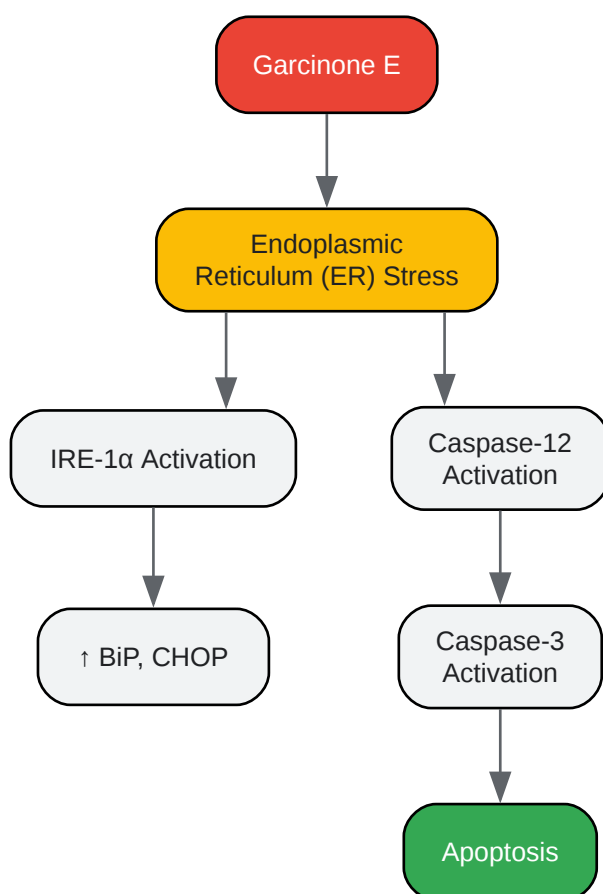 Garcinone E
Endoplasmic
Reticulum (ER) Stress
IRE-1α Activation
Caspase-12
Activation
↑ BiP, CHOP
Caspase-3
Activation
Apoptosis